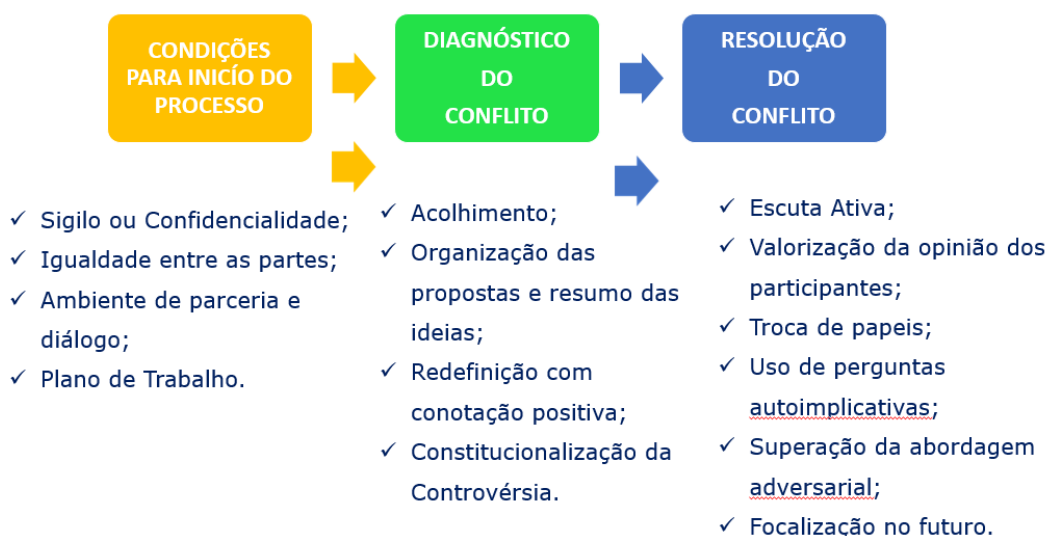 CONDIÇÕES
PARA INICÍO DO
PROCESSO
DIAGNÓSTICO
DO
CONFLITO
RESOLUÇÃO
DO
CONFLITO
✓ Sigilo ou Confidencialidade;
✓ Igualdade entre as partes;
✓ Ambiente de parceria e
diálogo;
✓ Plano de Trabalho.
✓ Acolhimento;
✓ Organização das
propostas e resumo das
ideias;
✓ Redefinição com
conotação positiva;
✓ Constitucionalização da
Controvérsia.
✓ Escuta Ativa;
✓ Valorização da opinião dos
participantes;
✓ Troca de papeis;
✓ Uso de perguntas
autoimplicativas;
✓ Superação da abordagem
adversarial;
✓ Focalização no futuro.